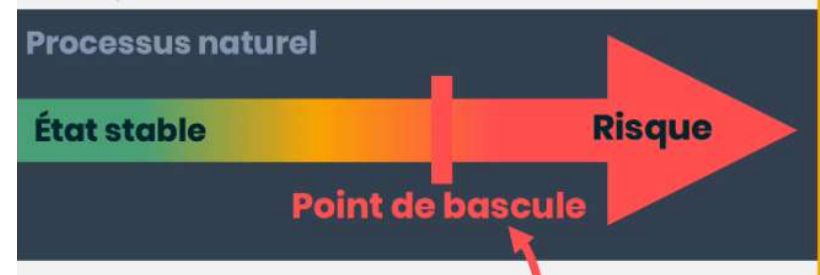 Processus naturel
État stable
Risque
Point de bascule